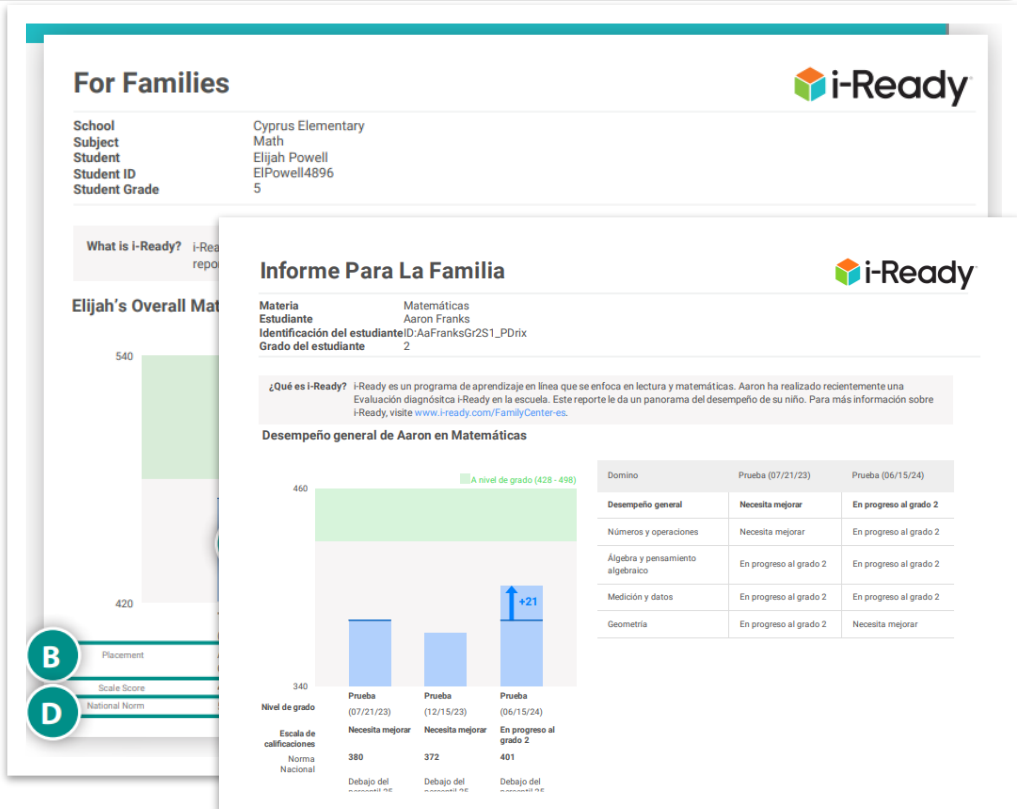 For Families
i-Ready
School Cyprus Elementary
Subject Math
Student Elijah Powell
Student ID ElPowell4896
Student Grade 5
What is i-Ready?
Elijah's Overall
540
420
B
Placement
Scale Score
D
National Norm
Informe Para La Familia
i-Ready
Materia Matemáticas
Estudiante Aaron Franks
Identificación del estudiante ID:AaFranksGr2S1_PDrix
Grado del estudiante 2
¿Qué es i-Ready? i-Ready es un programa de aprendizaje en línea que se enfoca en lectura y matemáticas. Aaron ha realizado recientemente una
Evaluación diagnósitca i-Ready en la escuela. Este reporte le da un panorama del desempeño de su niño. Para más información sobre
i-Ready, visite www.i-ready.com/FamilyCenter-es.
Desempeño general de Aaron en Matemáticas
A nivel de grado (428 - 498)
460
+21
340
Prueba Prueba Prueba
Nivel de grado (07/21/23) (12/15/23) (06/15/24)
Escala de Necesita mejorar Necesita mejorar En progreso al
calificaciones grado 2
Norma 380 372 401
Nacional
Debajo del Debajo del Debajo del
percentil 25 percentil 25 percentil 25
Domino Prueba (07/21/23) Prueba (06/15/24)
Desempeño general Necesita mejorar En progreso al grado 2
Números y operaciones Necesita mejorar En progreso al grado 2
Álgebra y pensamiento En progreso al grado 2 En progreso al grado 2
algebraico
Medición y datos En progreso al grado 2 En progreso al grado 2
Geometría En progreso al grado 2 Necesita mejorar